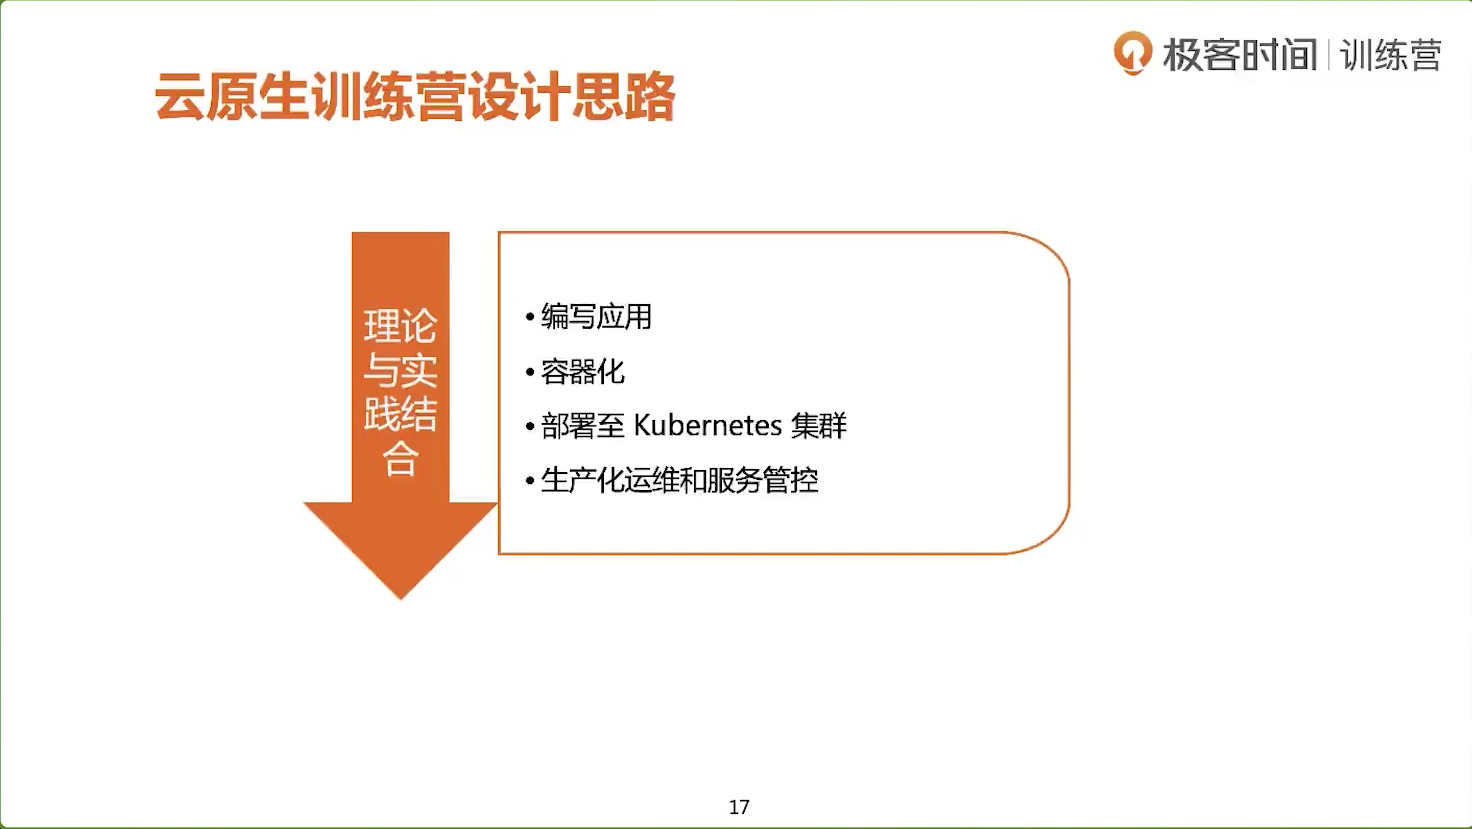 极客时间 | 训练营
云原生训练营设计思路
理论
与实
践结
合
• 编写应用
• 容器化
• 部署至 Kubernetes 集群
• 生产化运维和服务管控
17